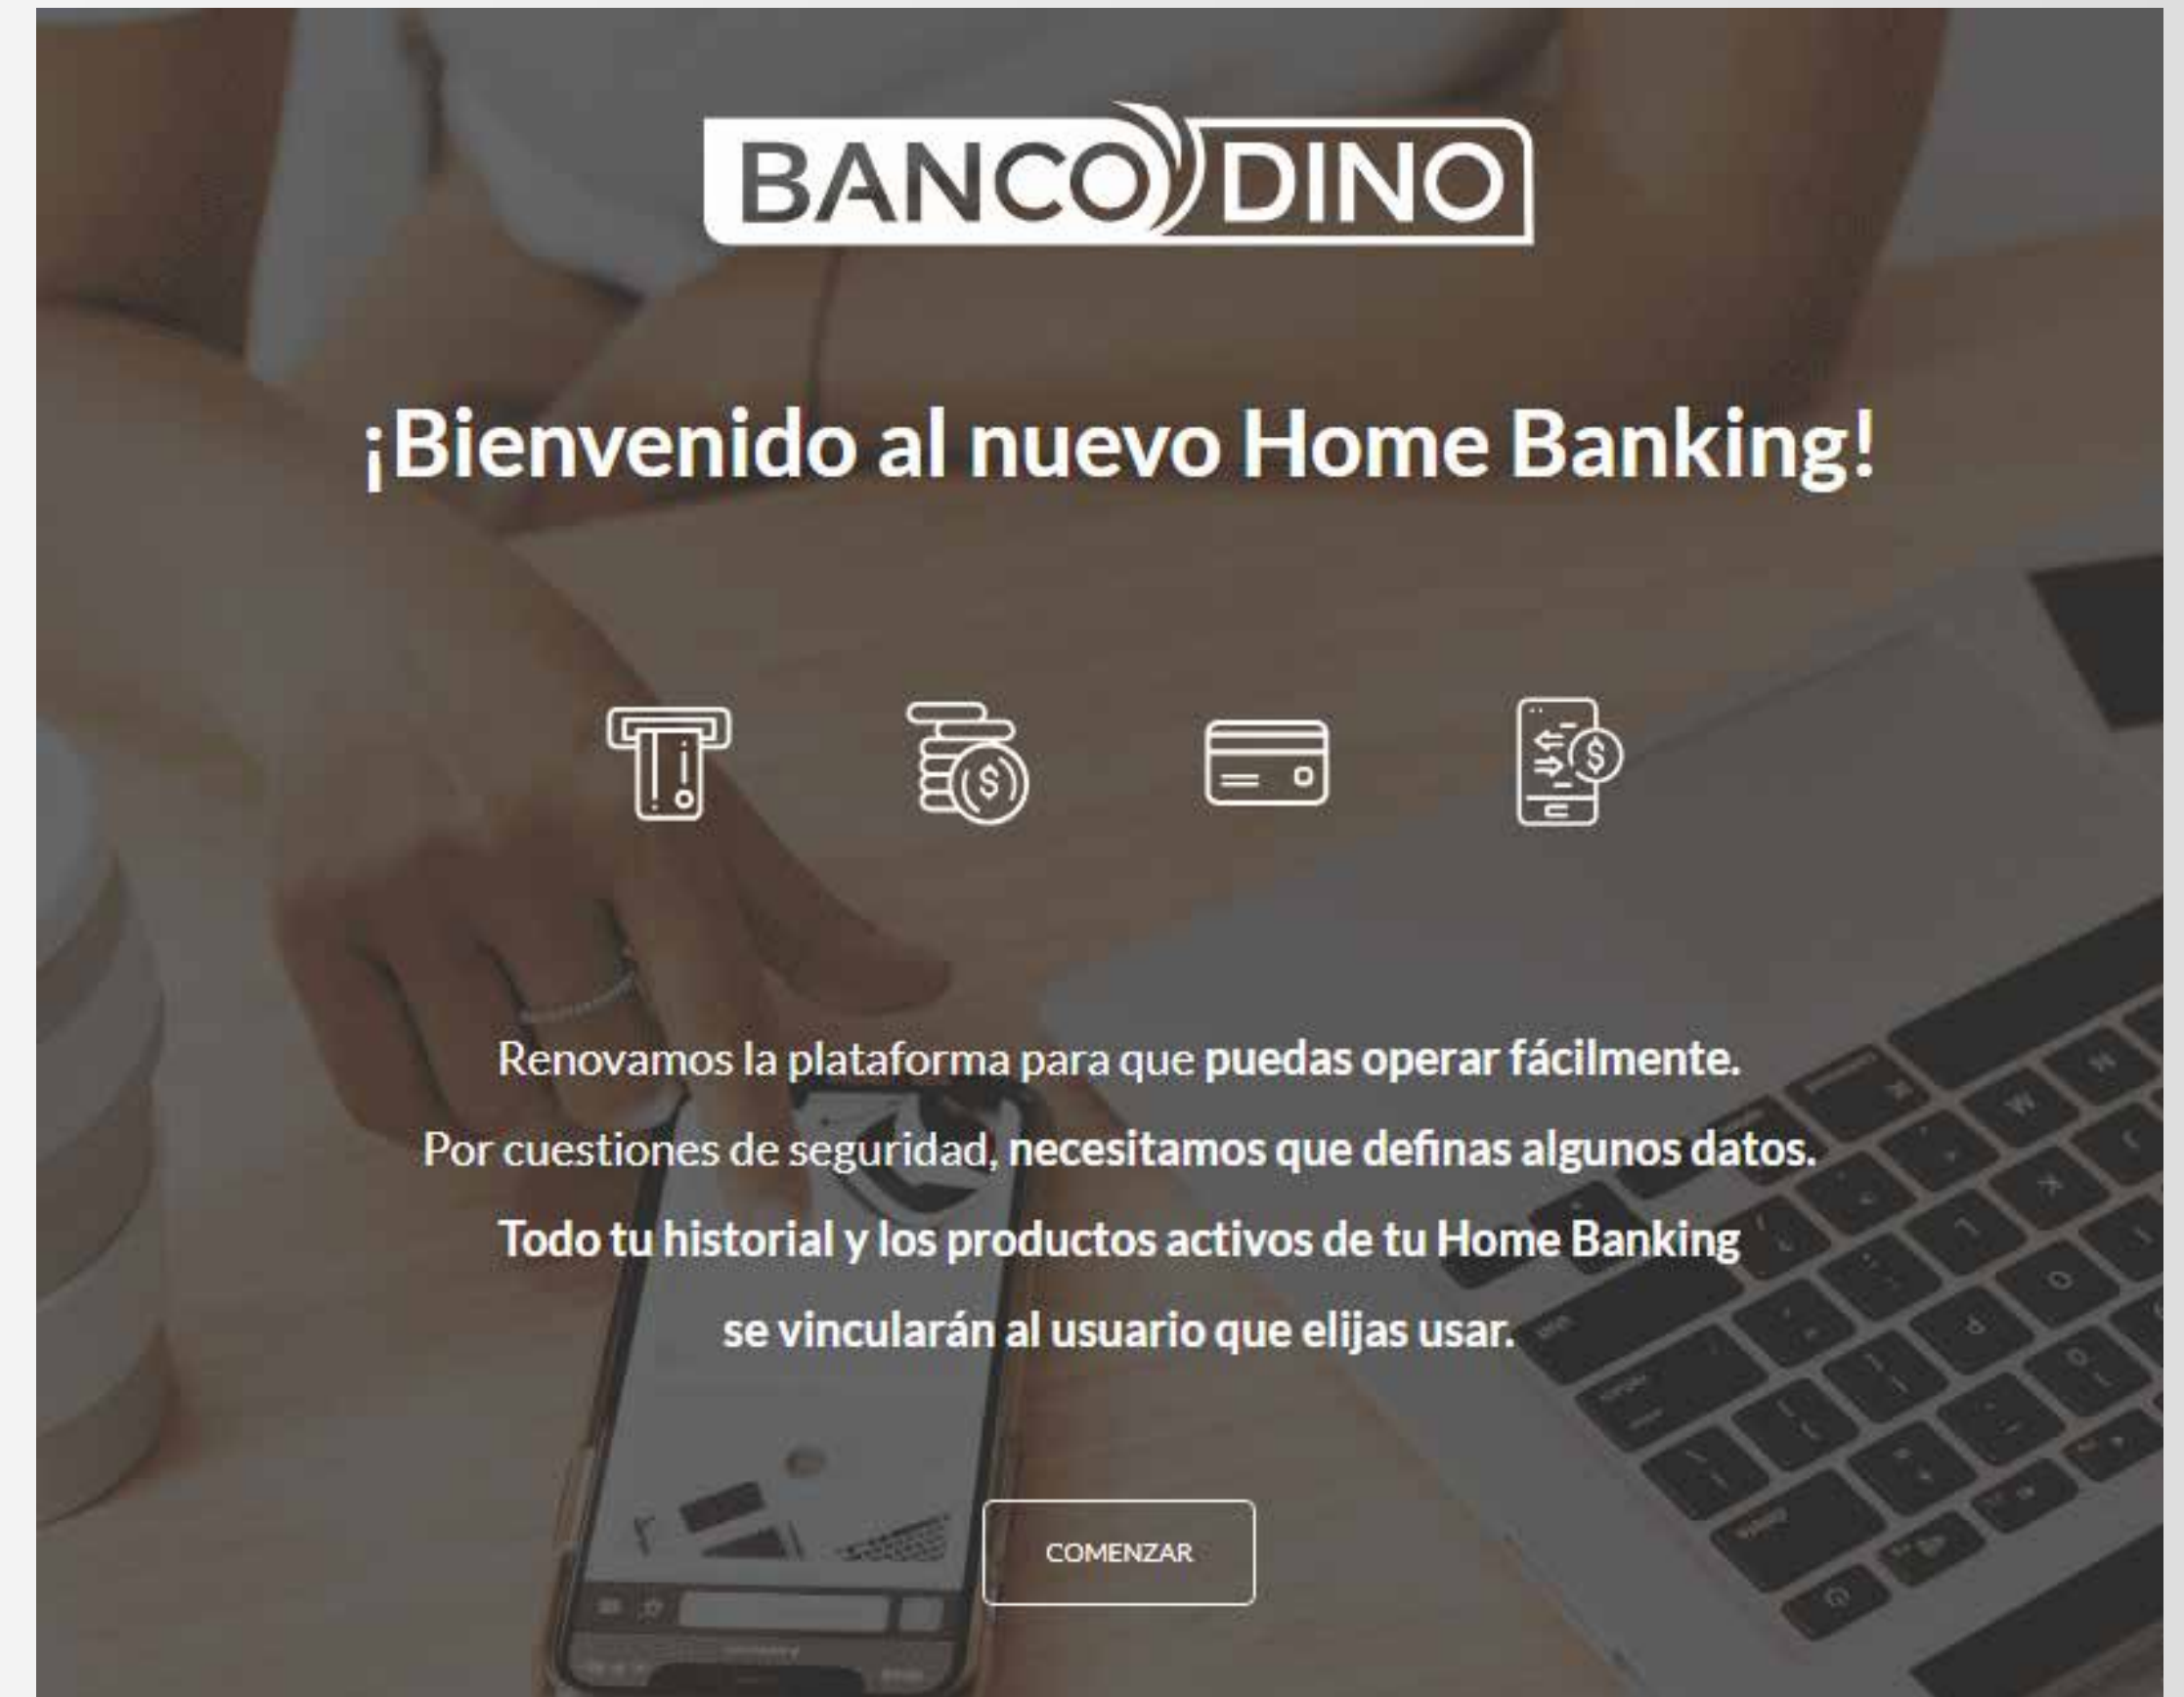 BANCO DINO
¡Bienvenido al nuevo Home Banking!
Renovamos la plataforma para que puedas operar fácilmente.
Por cuestiones de seguridad, necesitamos que definas algunos datos.
Todo tu historial y los productos activos de tu Home Banking
se vincularán al usuario que elijas usar.
COMENZAR